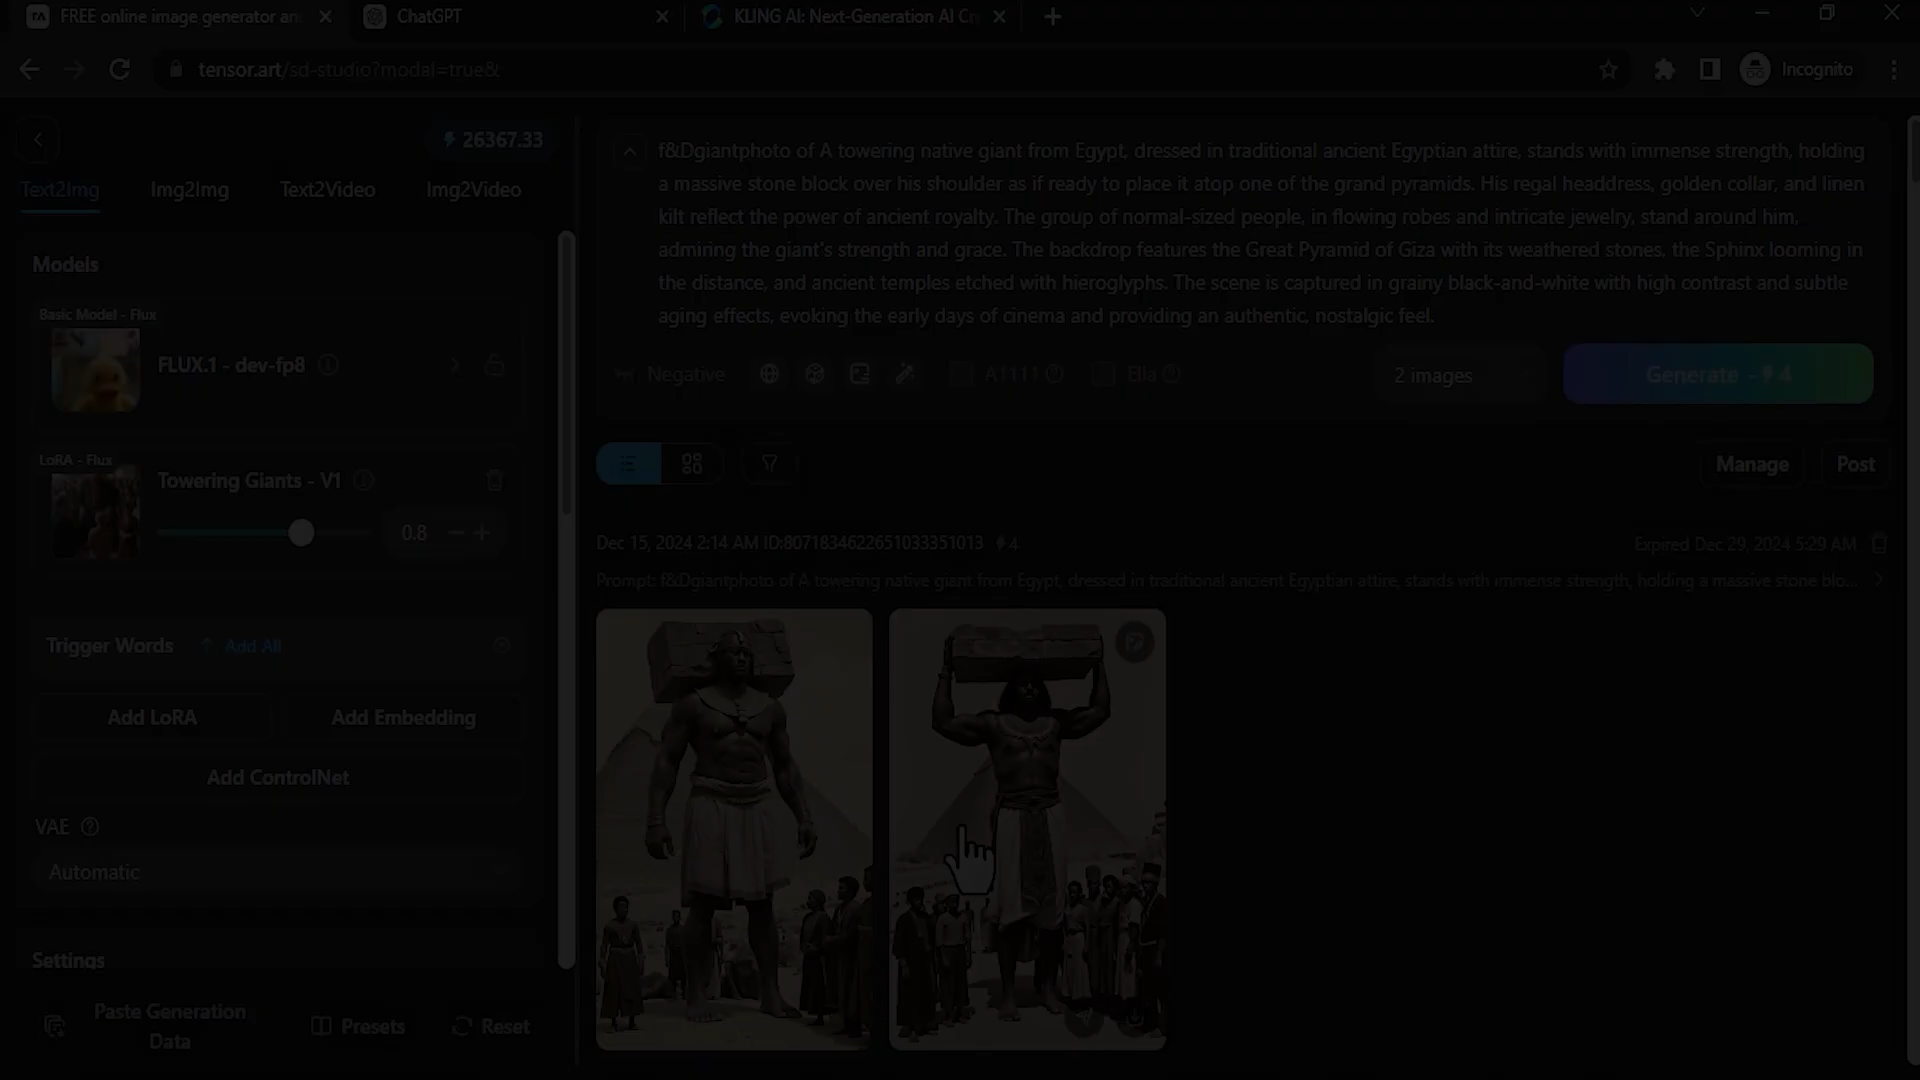 FREE online image generator an
ChatGPT
KLING AI: Next-Generation AI Cr
tensor.art/sd-studio?modal=true&
Incognito
26367.33
Text2Img
Img2Img
Text2Video
Img2Video
Models
Basic Model - Flux
FLUX.1 - dev-fp8
LoRA - Flux
Towering Giants - V1
0.8
Trigger Words
Add All
Add LoRA
Add Embedding
Add ControlNet
VAE
Automatic
Settings
Paste Generation
Data
Presets
Reset
f&Dgiantphoto of A towering native giant from Egypt, dressed in traditional ancient Egyptian attire, stands with immense strength, holding
a massive stone block over his shoulder as if ready to place it atop one of the grand pyramids. His regal headdress, golden collar, and linen
kilt reflect the power of ancient royalty. The group of normal-sized people, in flowing robes and intricate jewelry, stand around him,
admiring the giant's strength and grace. The backdrop features the Great Pyramid of Giza with its weathered stones, the Sphinx looming in
the distance, and ancient temples etched with hieroglyphs. The scene is captured in grainy black-and-white with high contrast and subtle
aging effects, evoking the early days of cinema and providing an authentic, nostalgic feel.
Negative
A1111
Ella
2 images
Generate - 4
Manage
Post
Dec 15, 2024 2:14 AM ID:807183462265103​3351013 4
Expired Dec 29, 2024 5:29 AM
Prompt: f&Dgiantphoto of A towering native giant from Egypt, dressed in traditional ancient Egyptian attire, stands with immense strength, holding a massive stone blo...